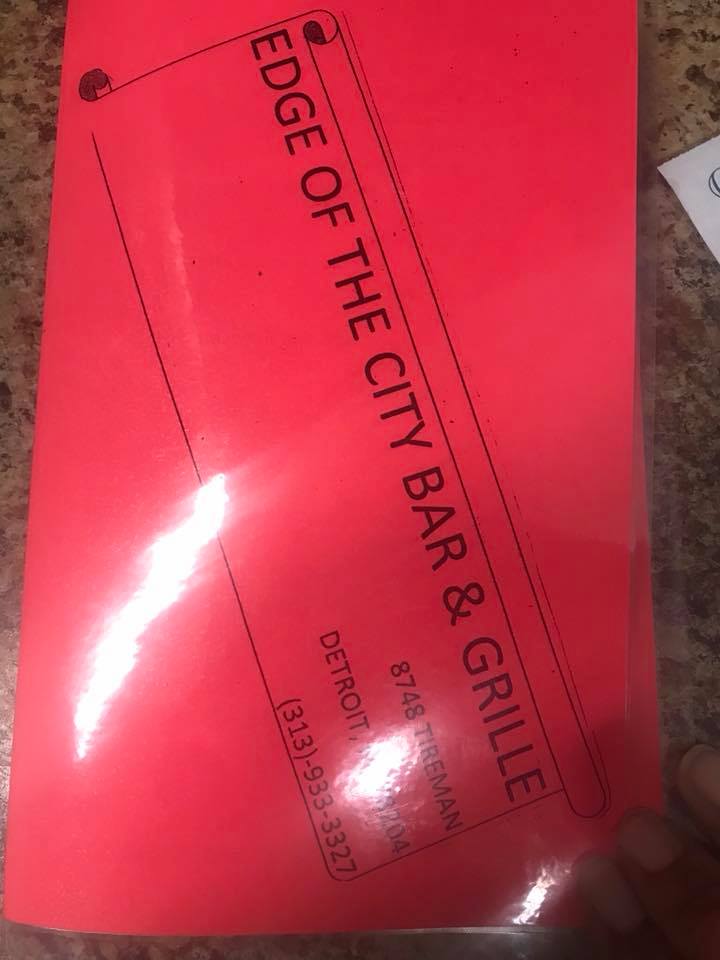 EDGE OF THE CITY BAR & GRILLE
8748 TIREMAN
DETROIT,
(313)-933-3327